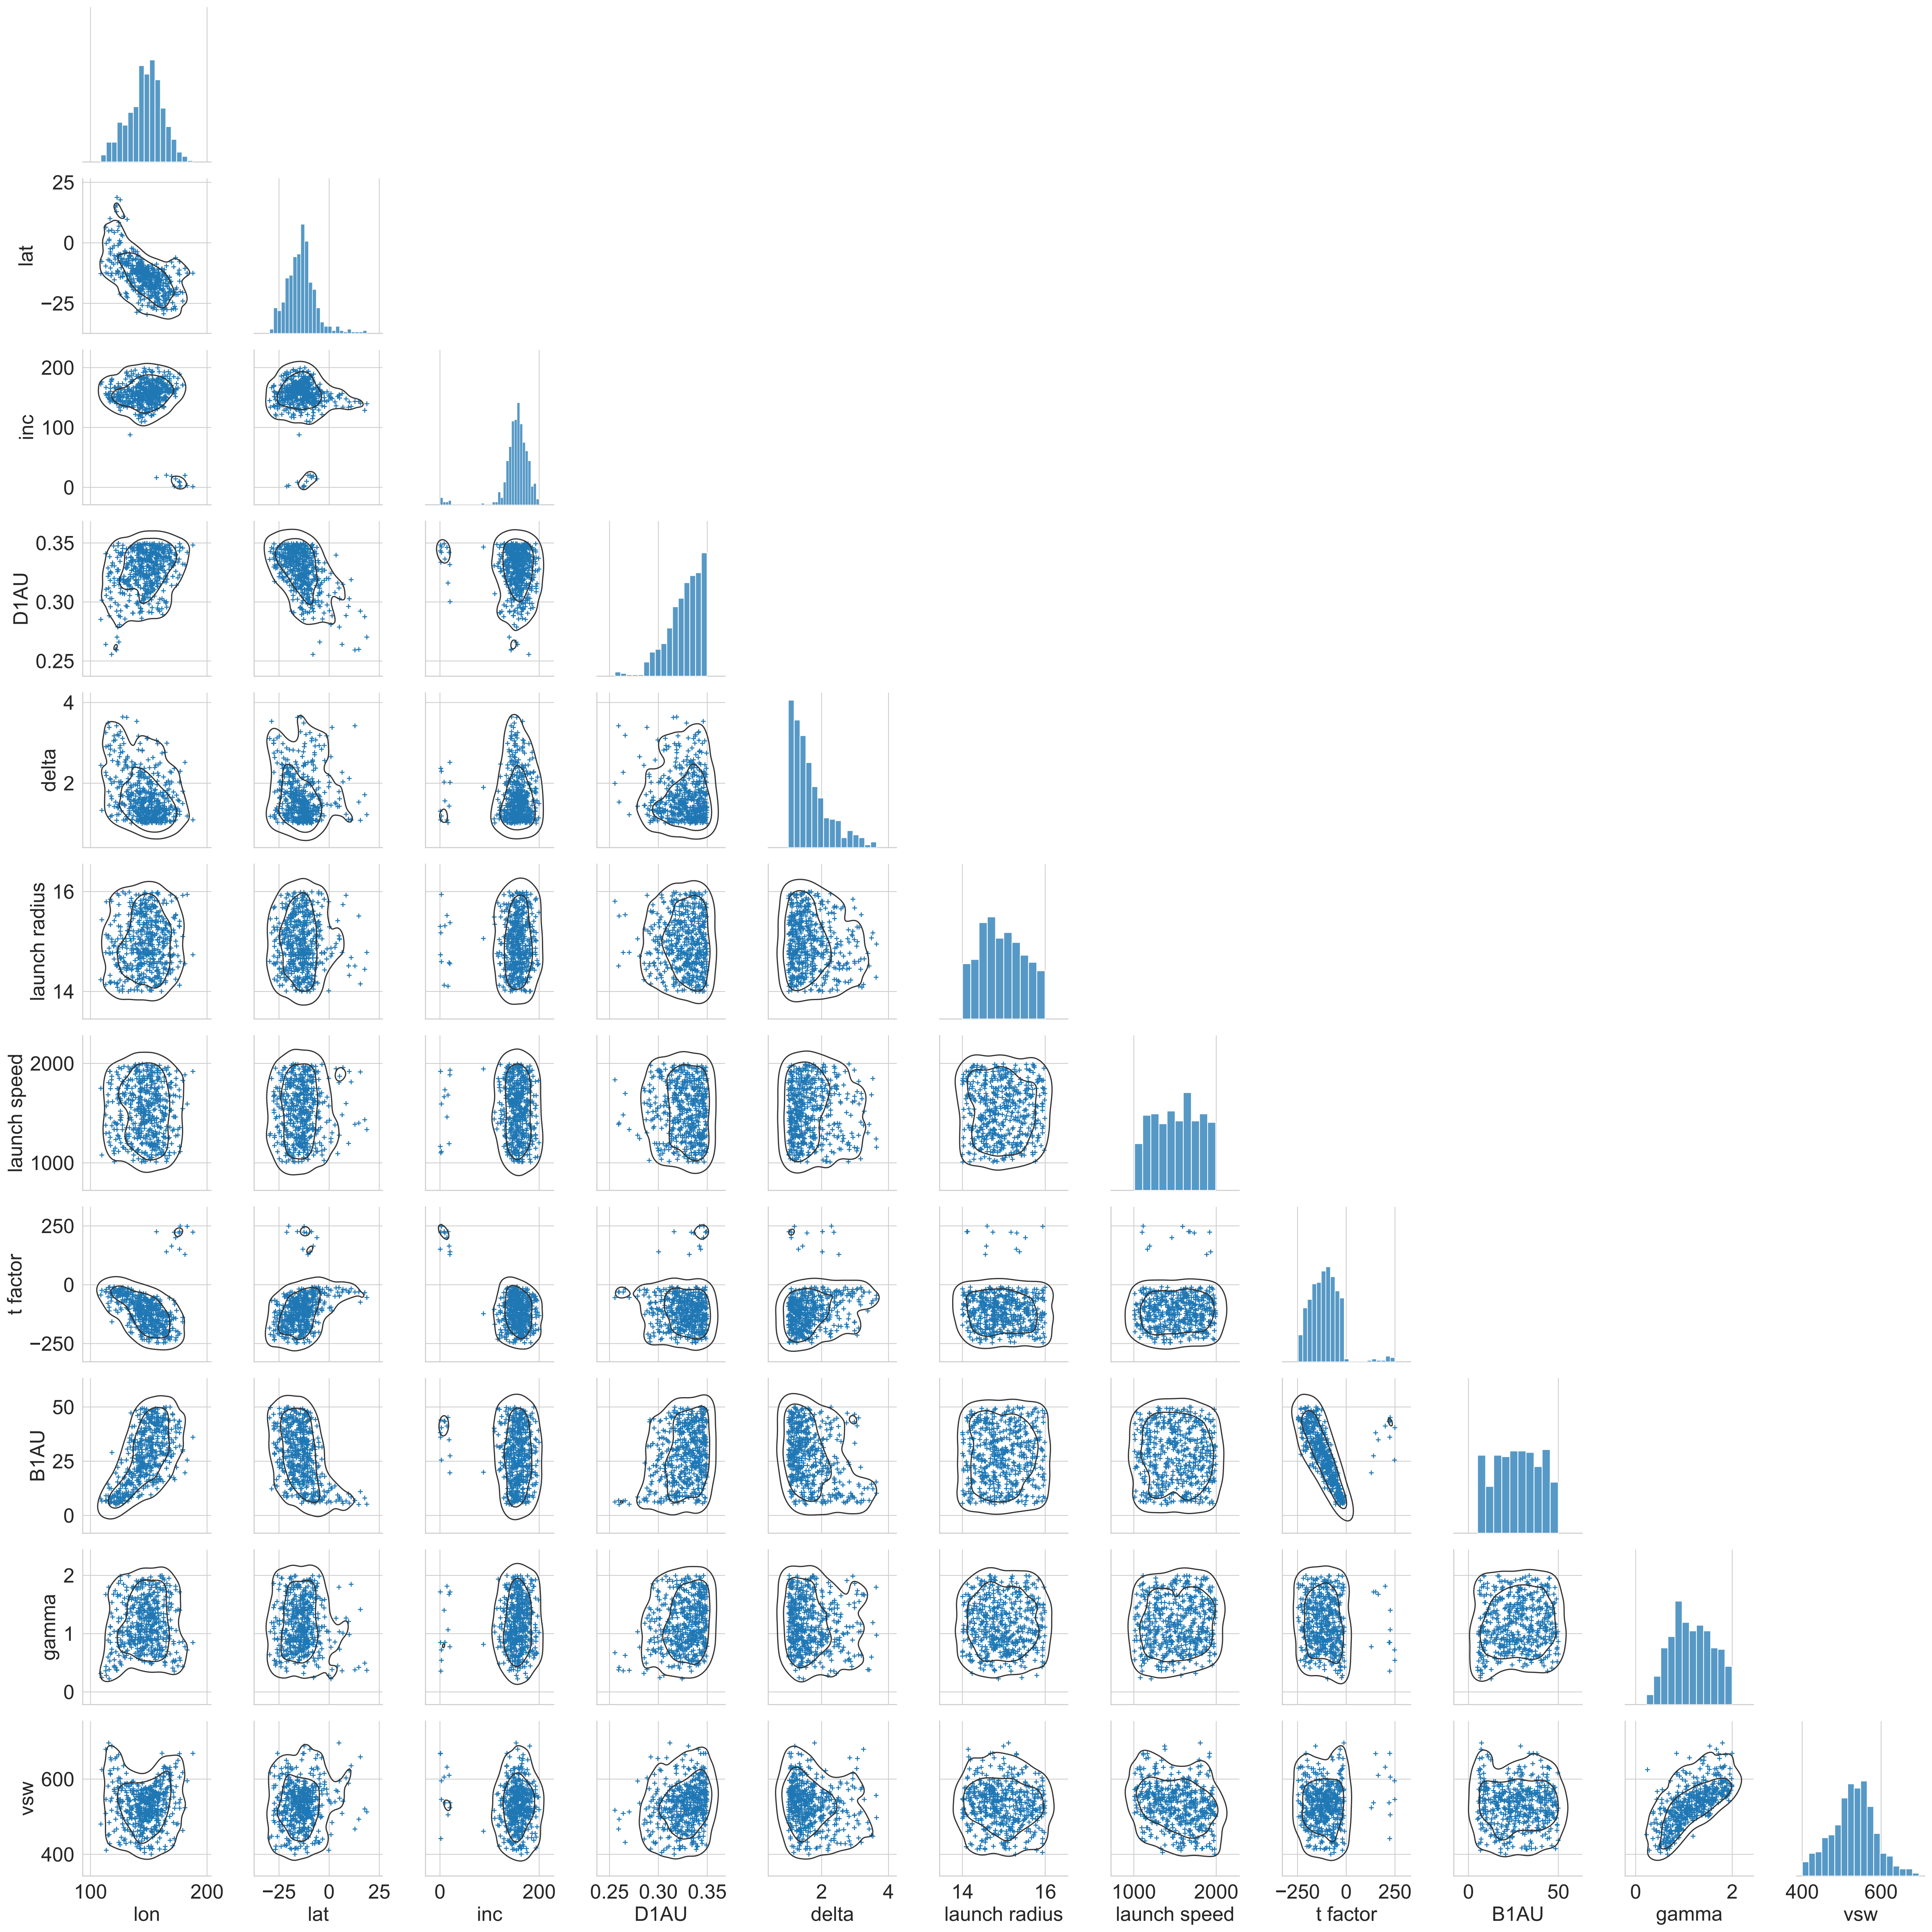 25
0
−25
lat
200
100
0
inc
0.35
0.30
0.25
D1AU
4
2
delta
16
14
launch radius
2000
1000
launch speed
250
0
−250
t factor
50
25
0
B1AU
2
1
0
gamma
600
400
vsw
100 200 −25 0 25 0 200 0.25 0.30 0.35 2 4 14 16 1000 2000 −250 0 250 0 50 0 2 400 600
lon lat inc D1AU delta launch radius launch speed t factor B1AU gamma vsw